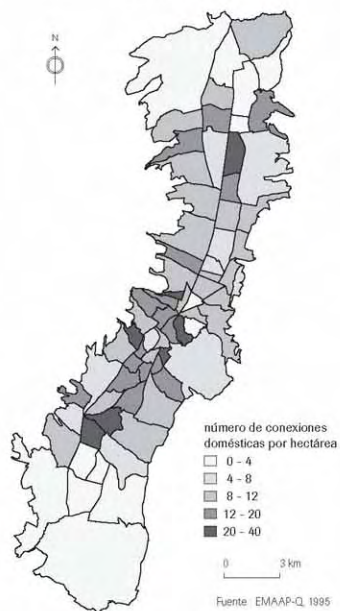 N
número de conexiones
domésticas por hectárea
0 - 4
4 - 8
8 - 12
12 - 20
20 - 40
0 3 km
Fuente EMAAP-Q, 1995